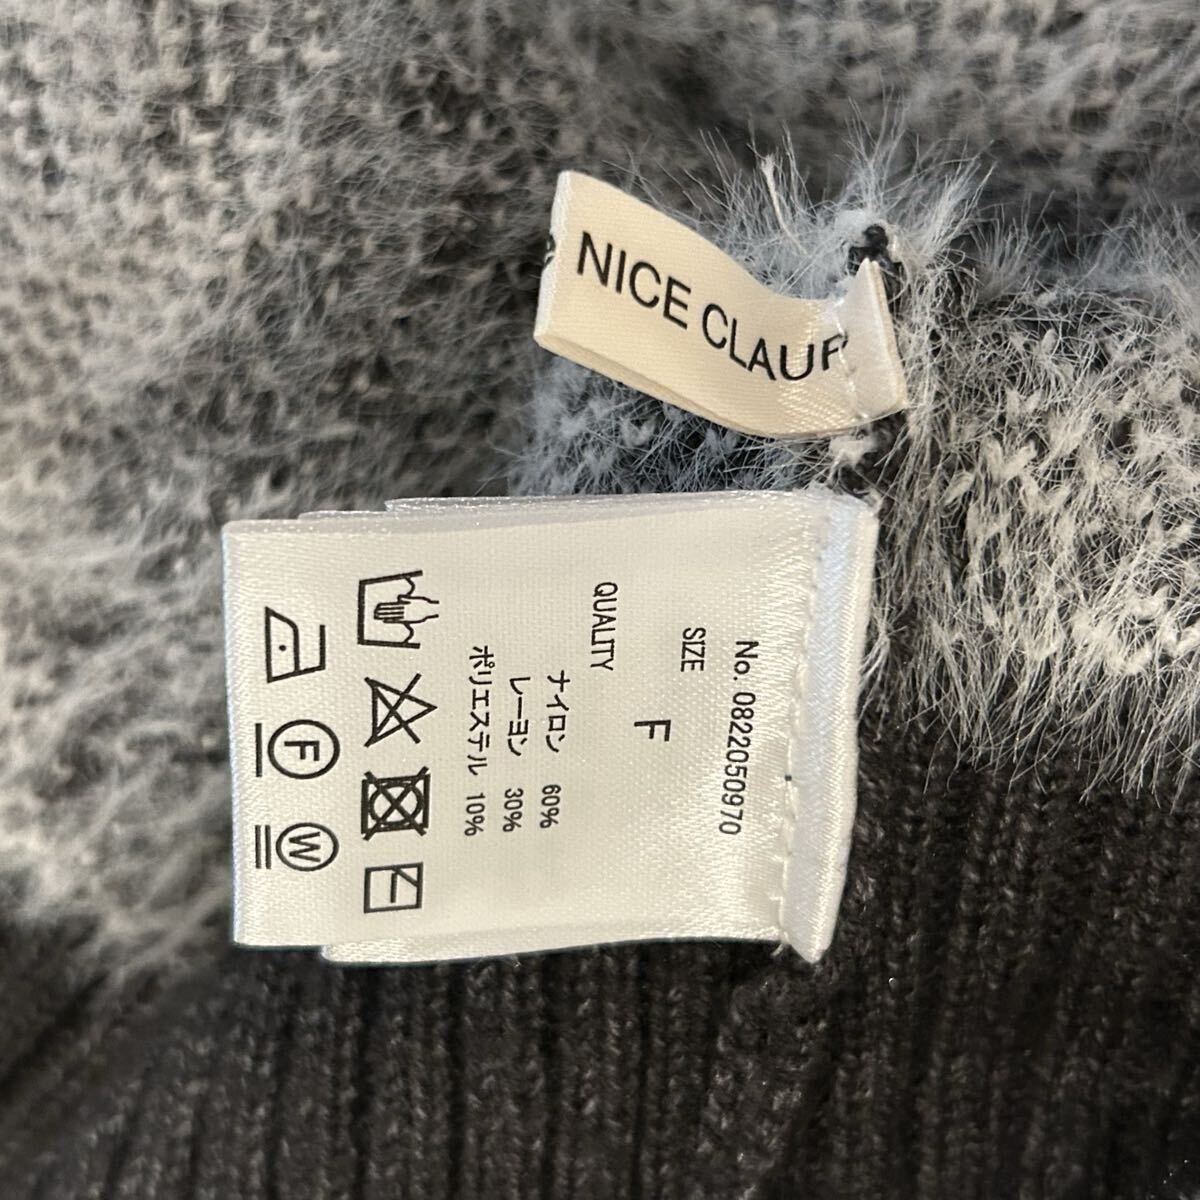 NICE CLAU
No. 0822050970
SIZE
F
QUALITY
ナイロン 60%
レーヨン 30%
ポリエステル 10%
F
W